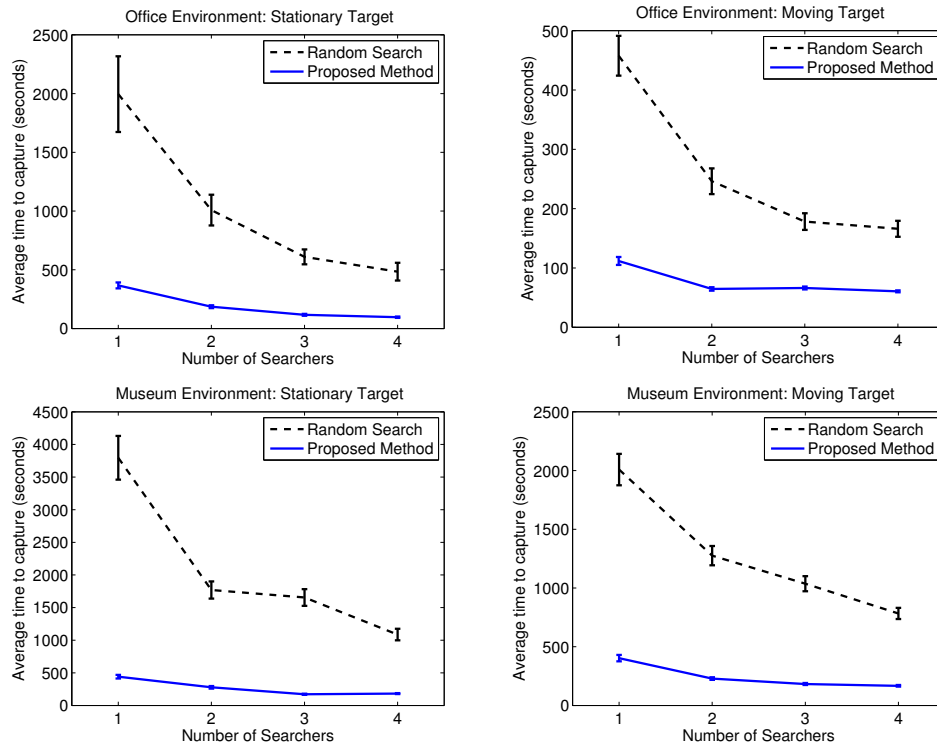 Office Environment: Stationary Target
2500
2000
1500
1000
500
0
Average time to capture (seconds)
Random Search
Proposed Method
1 2 3 4
Number of Searchers
Office Environment: Moving Target
500
400
300
200
100
0
Average time to capture (seconds)
Random Search
Proposed Method
1 2 3 4
Number of Searchers
Museum Environment: Stationary Target
4500
4000
3500
3000
2500
2000
1500
1000
500
0
Average time to capture (seconds)
Random Search
Proposed Method
1 2 3 4
Number of Searchers
Museum Environment: Moving Target
2500
2000
1500
1000
500
0
Average time to capture (seconds)
Random Search
Proposed Method
1 2 3 4
Number of Searchers